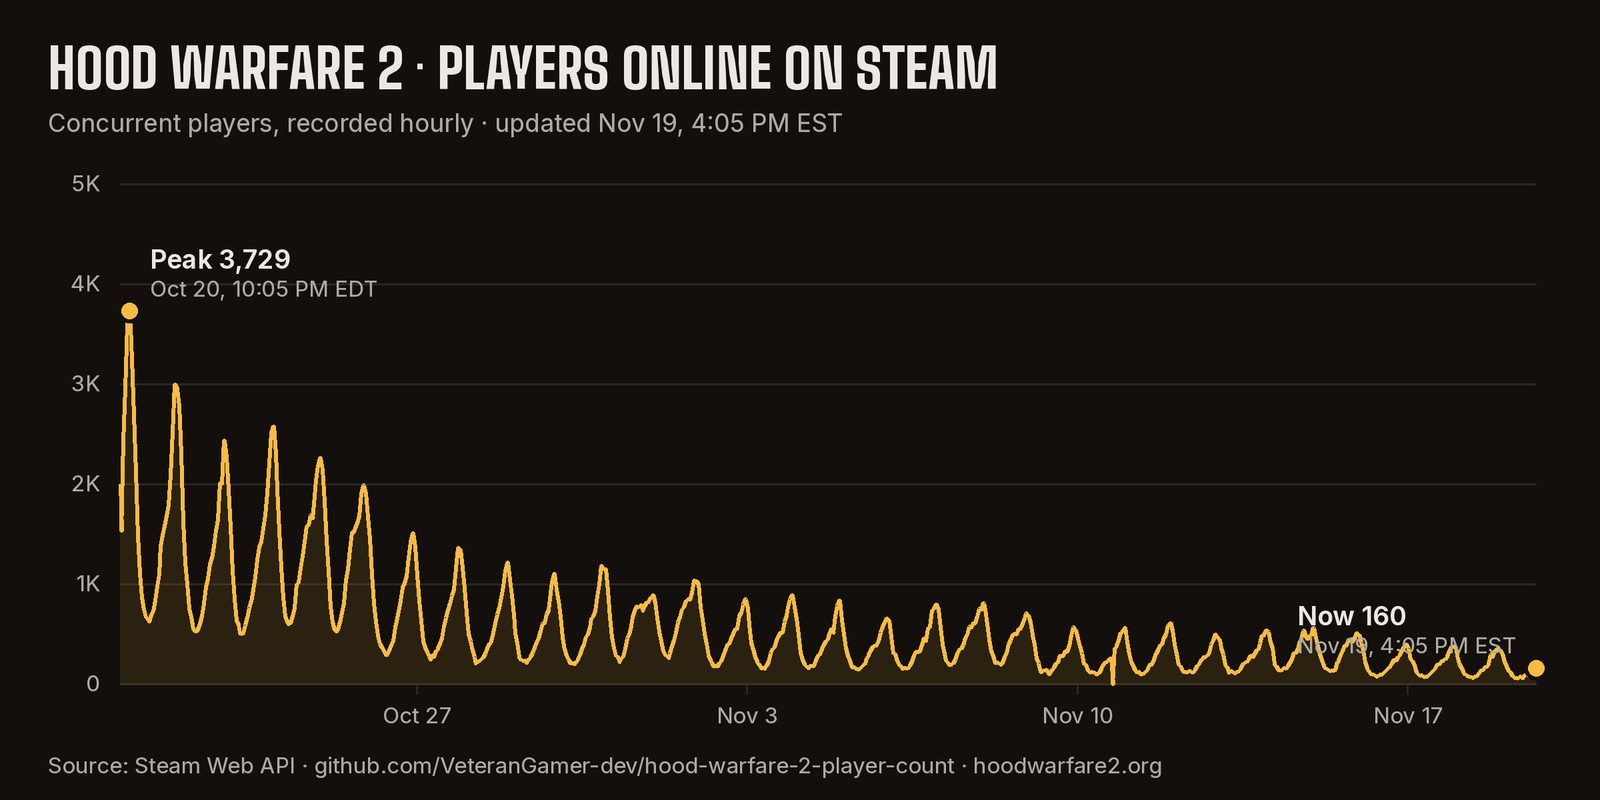 HOOD WARFARE 2 · PLAYERS ONLINE ON STEAM
Concurrent players, recorded hourly · updated Nov 19, 4:05 PM EST
5K
Peak 3,729
4K
Oct 20, 10:05 PM EDT
3K
2K
1K
Now 160
Nov 19, 4:05 PM EST
0
Oct 27
Nov 3
Nov 10
Nov 17
Source: Steam Web API · github.com/VeteranGamer-dev/hood-warfare-2-player-count · hoodwarfare2.org